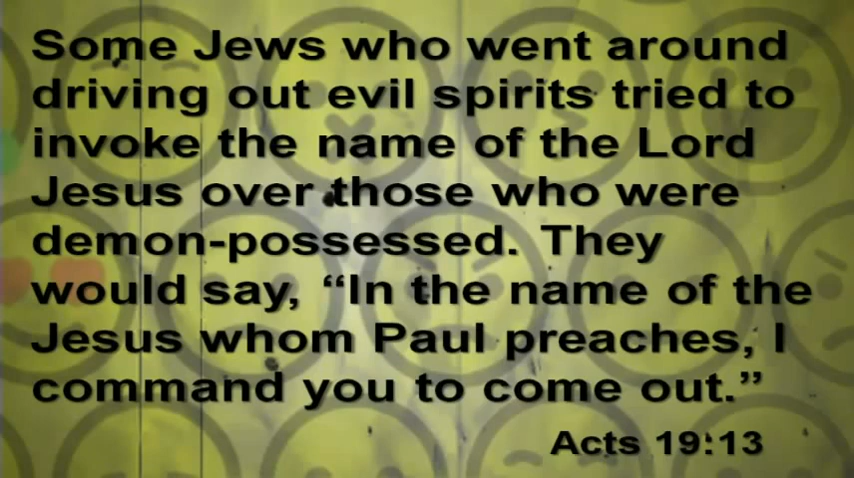 Some Jews who went around
driving out evil spirits tried to
invoke the name of the Lord
Jesus over those who were
demon-possessed. They
would say, “In the name of the
Jesus whom Paul preaches, I
command you to come out.”
Acts 19:13